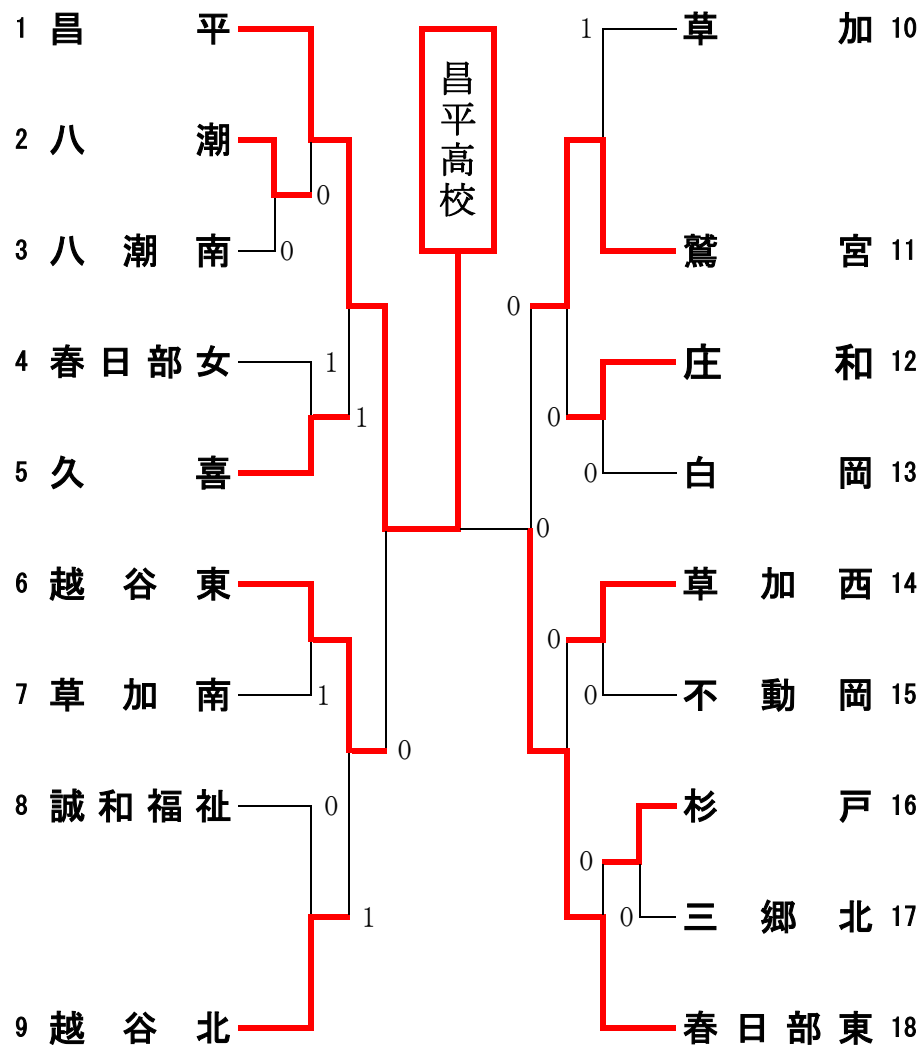 1 昌平
2 八潮
3 八潮南
4 春日部女
5 久喜
6 越谷東
7 草加南
8 誠和福祉
9 越谷北
0
0
1
1
1
0
0
1
昌平高校
1
0
0
0
0
0
0
0
0
草加 10
鷲宮 11
庄和 12
白岡 13
草加西 14
不動岡 15
杉戸 16
三郷北 17
春日部東 18